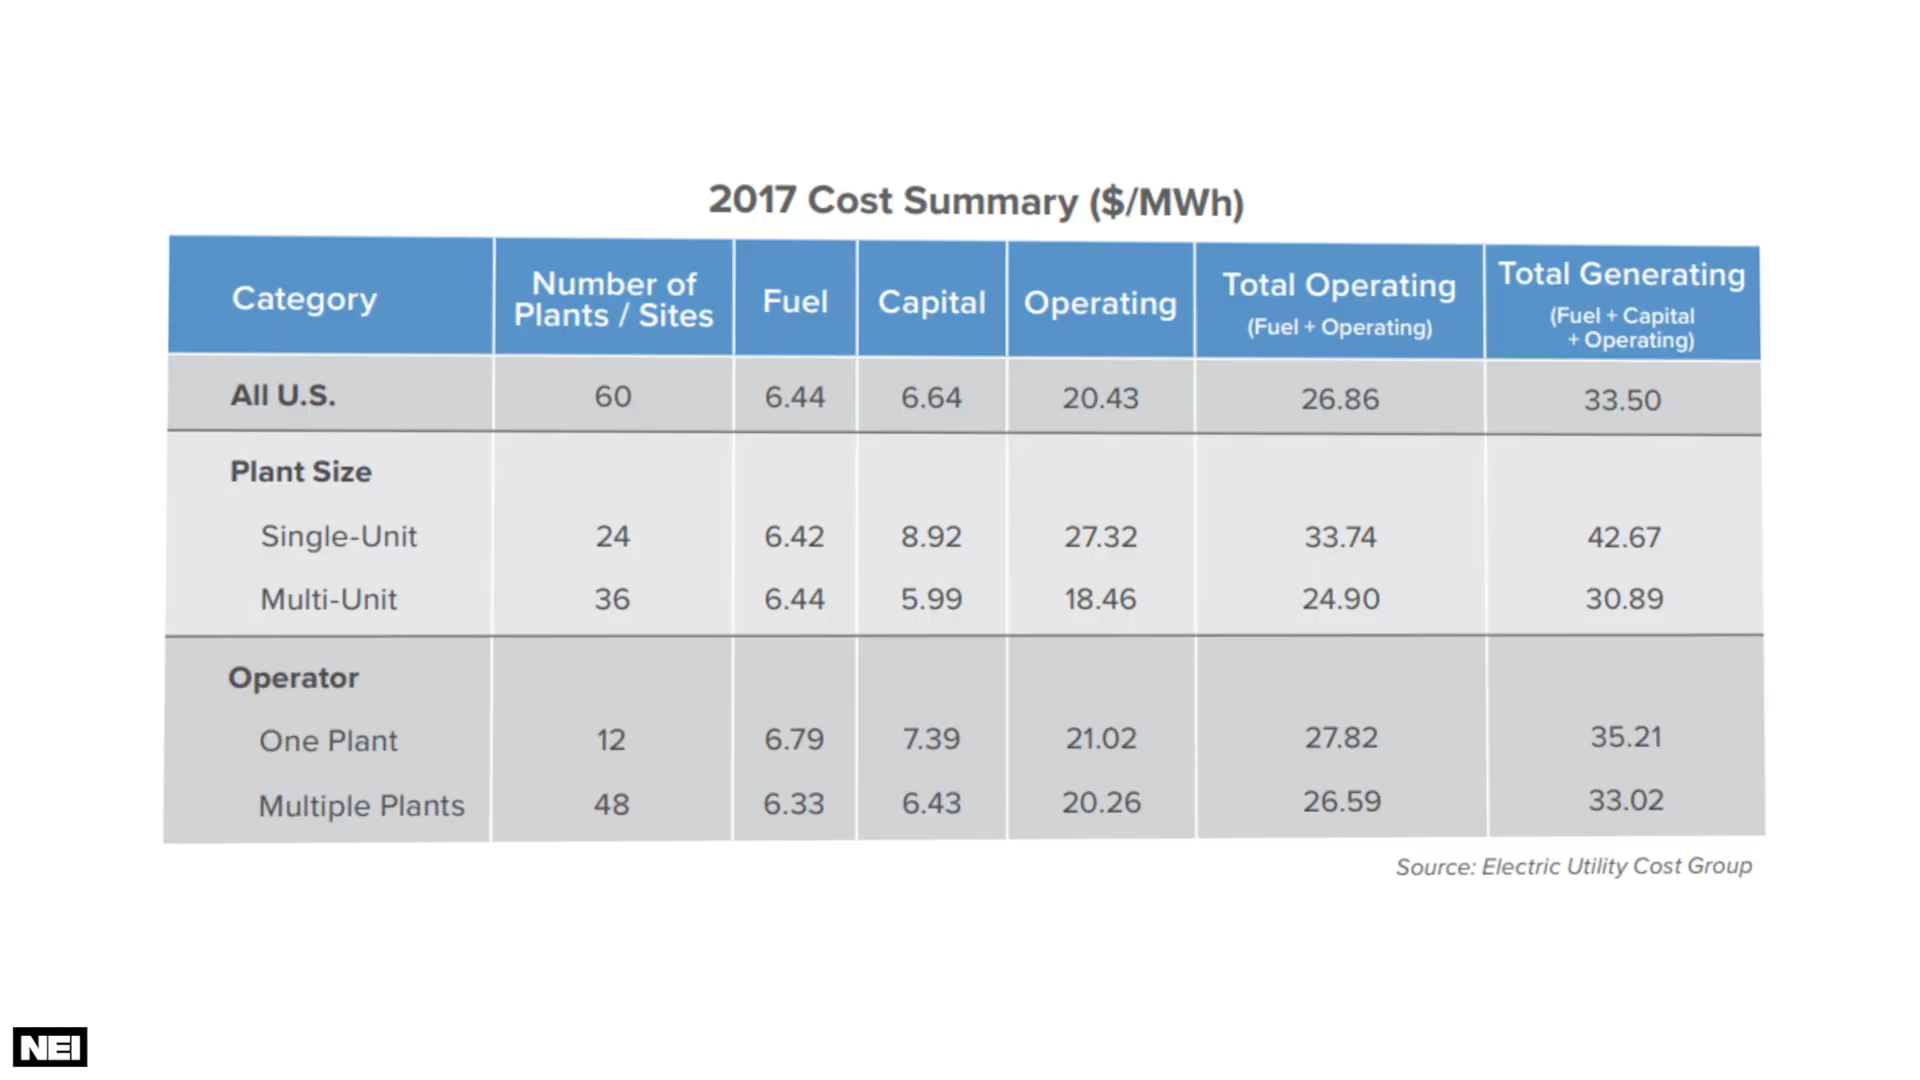 2017 Cost Summary ($/MWh)
Category
Number of
Plants / Sites
Fuel
Capital
Operating
Total Operating
(Fuel + Operating)
Total Generating
(Fuel + Capital
+ Operating)
All U.S. 60 6.44 6.64 20.43 26.86 33.50
Plant Size
Single-Unit 24 6.42 8.92 27.32 33.74 42.67
Multi-Unit 36 6.44 5.99 18.46 24.90 30.89
Operator
One Plant 12 6.79 7.39 21.02 27.82 35.21
Multiple Plants 48 6.33 6.43 20.26 26.59 33.02
Source: Electric Utility Cost Group
NEI